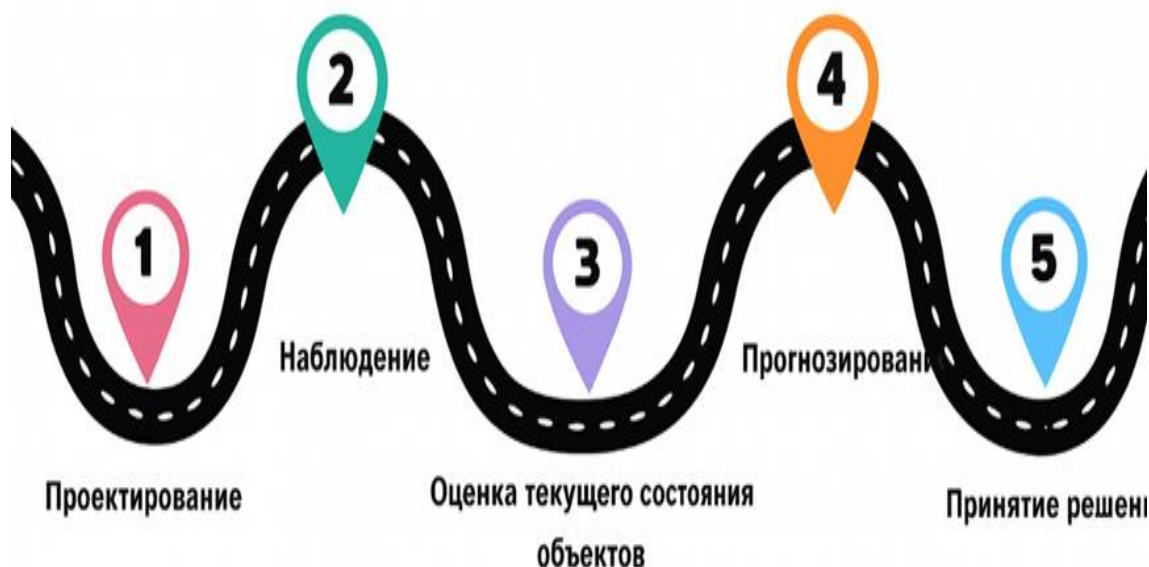 1
Проектирование
2
Наблюдение
3
Оценка текущего состояния
объектов
4
Прогнозировани
5
Принятие решен